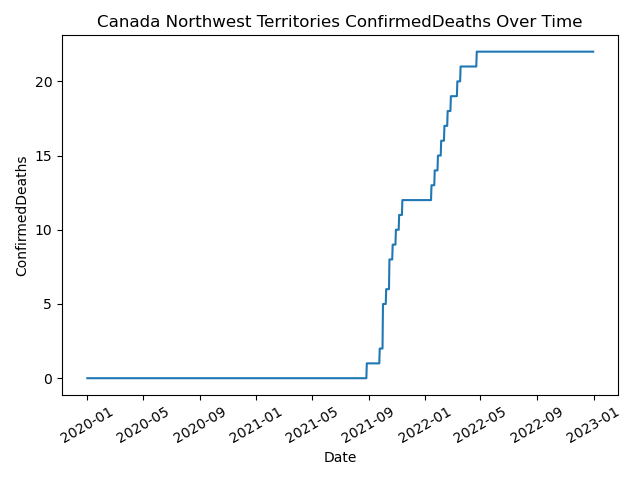 Canada Northwest Territories ConfirmedDeaths Over Time
20
15
10
5
0
ConfirmedDeaths
2020-01 2020-05 2020-09 2021-01 2021-05 2021-09 2022-01 2022-05 2022-09 2023-01
Date